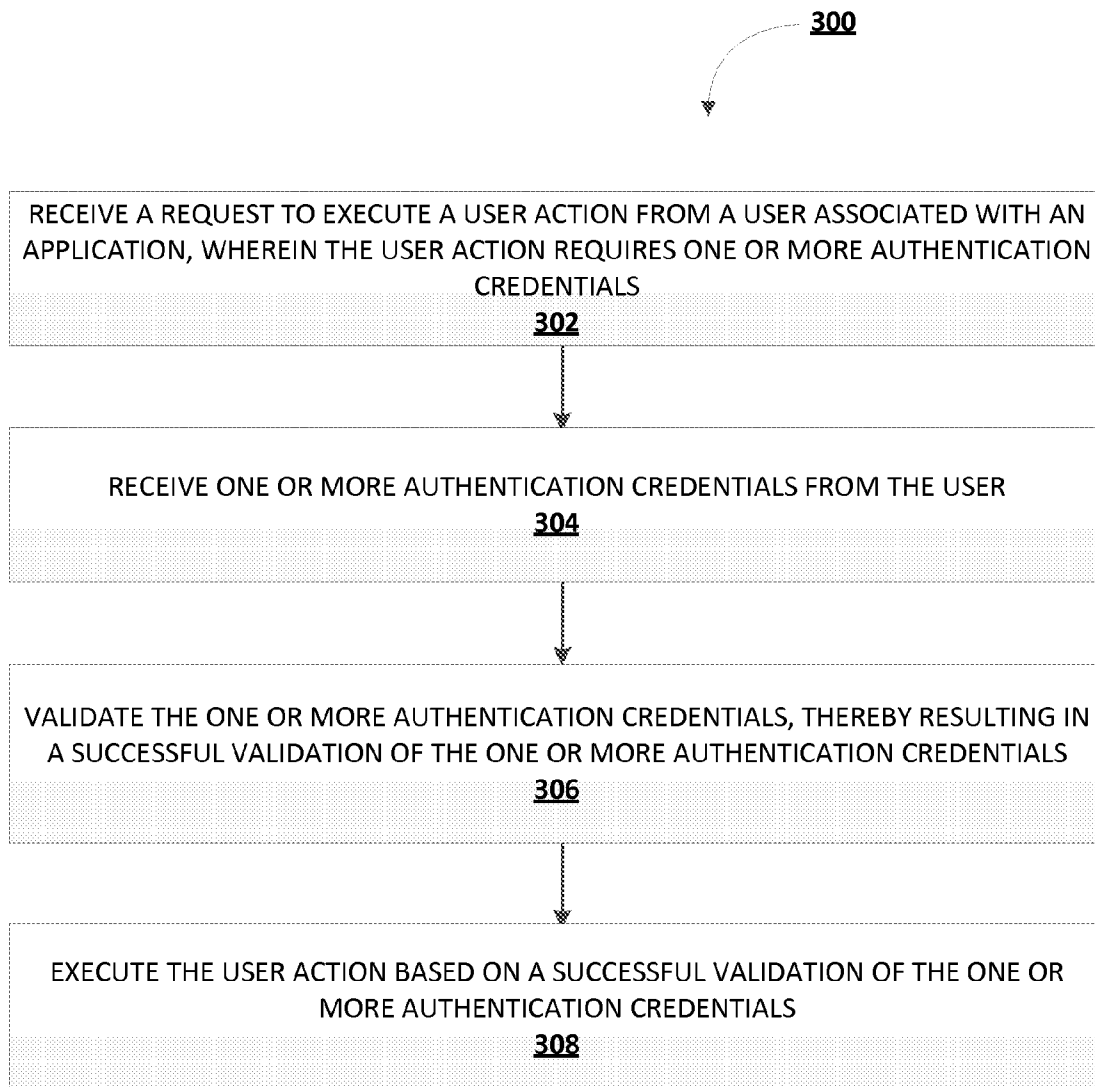 300
RECEIVE A REQUEST TO EXECUTE A USER ACTION FROM A USER ASSOCIATED WITH AN
APPLICATION, WHEREIN THE USER ACTION REQUIRES ONE OR MORE AUTHENTICATION
CREDENTIALS
302
RECEIVE ONE OR MORE AUTHENTICATION CREDENTIALS FROM THE USER
304
VALIDATE THE ONE OR MORE AUTHENTICATION CREDENTIALS, THEREBY RESULTING IN
A SUCCESSFUL VALIDATION OF THE ONE OR MORE AUTHENTICATION CREDENTIALS
306
EXECUTE THE USER ACTION BASED ON A SUCCESSFUL VALIDATION OF THE ONE OR
MORE AUTHENTICATION CREDENTIALS
308